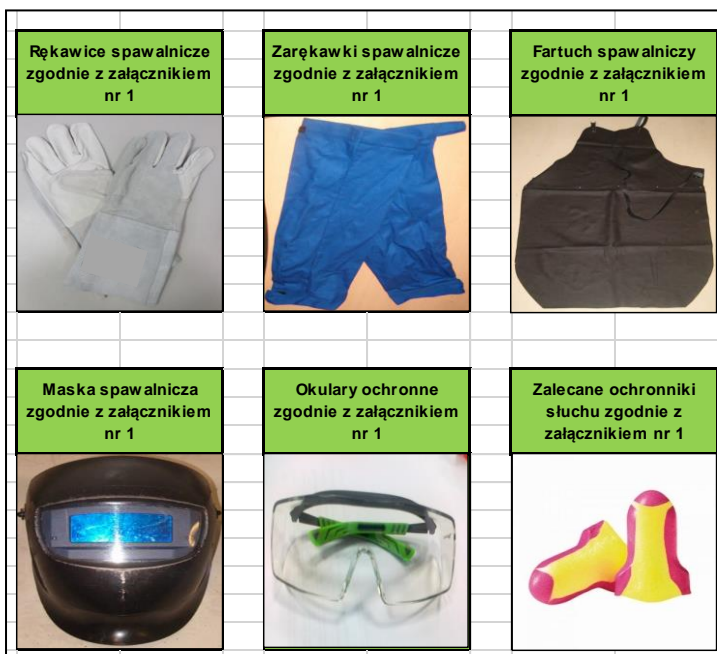 Rękawice spawalnicze
zgodnie z załącznikiem
nr 1
Zarękawki spawalnicze
zgodnie z załącznikiem
nr 1
Fartuch spawalniczy
zgodnie z załącznikiem
nr 1
Maska spawalnicza
zgodnie z załącznikiem
nr 1
Okulary ochronne
zgodnie z załącznikiem
nr 1
Zalecane ochronniki
słuchu zgodnie z
załącznikiem nr 1